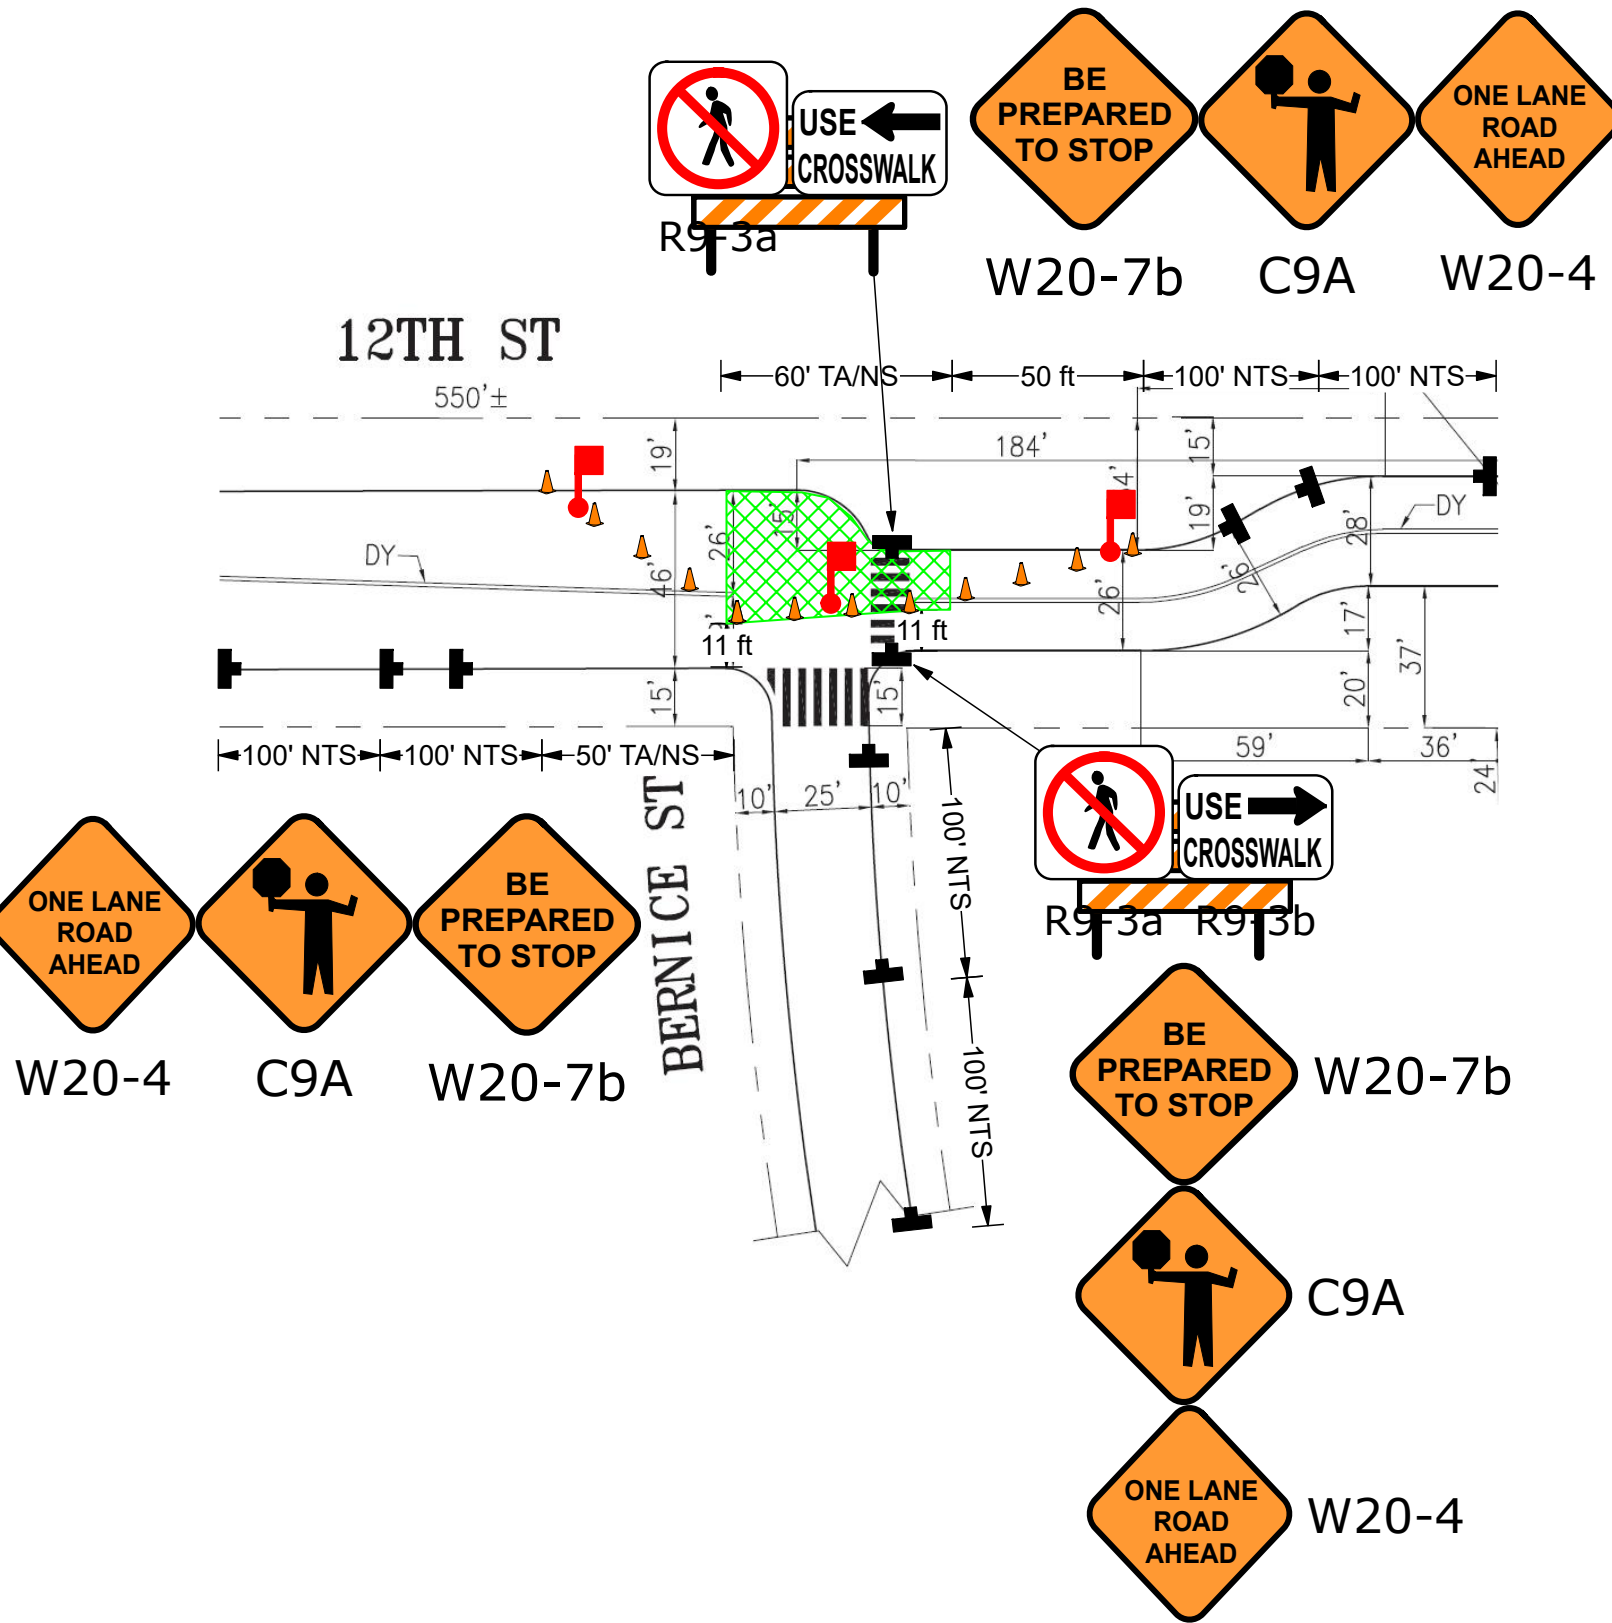 BE
PREPARED
TO STOP
ONE LANE
ROAD
AHEAD
USE
CROSSWALK
R9-3a
W20-7b
C9A
W20-4
12TH ST
550'±
60' TA/NS
50 ft
100' NTS
100' NTS
184'
19'
15'
15'
19'
26'
46'
DY
DY
28'
26'
26'
11 ft
11 ft
17'
37'
20'
15'
15'
100' NTS
100' NTS
50' TA/NS
59'
36'
24'
10'
25'
10'
BERNICE ST
100' NTS
100' NTS
USE
CROSSWALK
R9-3a R9-3b
ONE LANE
ROAD
AHEAD
BE
PREPARED
TO STOP
W20-4
C9A
W20-7b
BE
PREPARED
TO STOP
W20-7b
C9A
ONE LANE
ROAD
AHEAD
W20-4